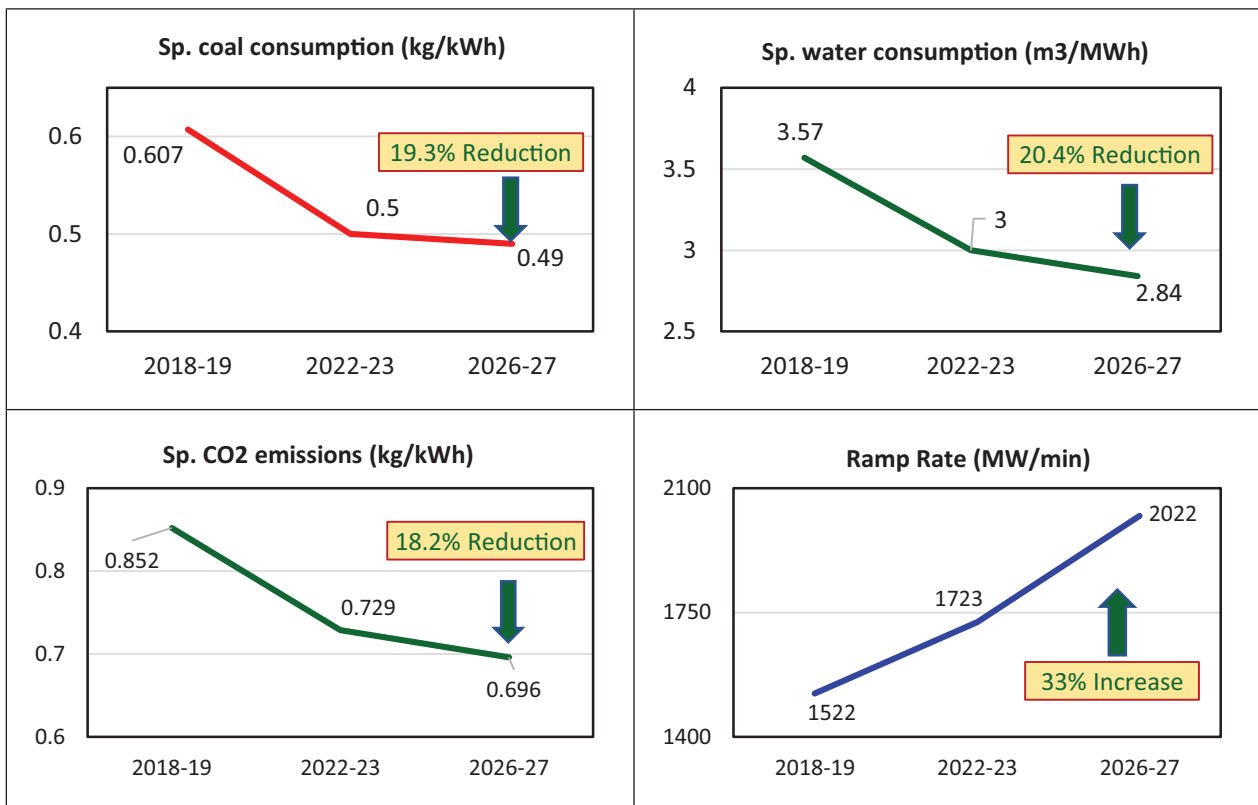 Sp. coal consumption (kg/kWh)
0.6
0.5
0.4
0.607
0.5
0.49
19.3% Reduction
2018-19 2022-23 2026-27
Sp. water consumption (m3/MWh)
4
3.5
3
2.5
3.57
3
2.84
20.4% Reduction
2018-19 2022-23 2026-27
Sp. CO2 emissions (kg/kWh)
0.9
0.8
0.7
0.6
0.852
0.729
0.696
18.2% Reduction
2018-19 2022-23 2026-27
Ramp Rate (MW/min)
2100
1750
1400
1522
1723
2022
33% Increase
2018-19 2022-23 2026-27